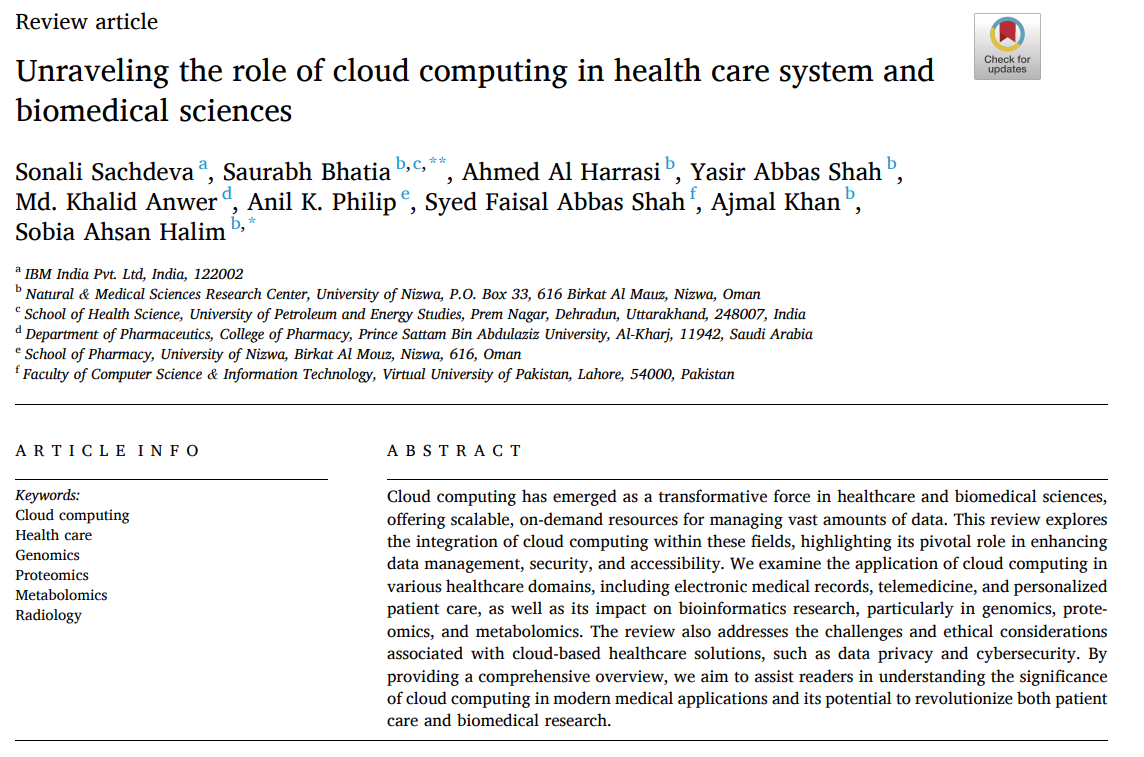 Review article
Check for
updates
Unraveling the role of cloud computing in health care system and
biomedical sciences
Sonali Sachdeva a, Saurabh Bhatia b,c,**, Ahmed Al Harrasi b, Yasir Abbas Shah b,
Md. Khalid Anwer d, Anil K. Philip e, Syed Faisal Abbas Shah f, Ajmal Khan b,
Sobia Ahsan Halim b,*
a IBM India Pvt. Ltd, India, 122002
b Natural & Medical Sciences Research Center, University of Nizwa, P.O. Box 33, 616 Birkat Al Mauz, Nizwa, Oman
c School of Health Science, University of Petroleum and Energy Studies, Prem Nagar, Dehradun, Uttarakhand, 248007, India
d Department of Pharmaceutics, College of Pharmacy, Prince Sattam Bin Abdulaziz University, Al-Kharj, 11942, Saudi Arabia
e School of Pharmacy, University of Nizwa, Birkat Al Mouz, Nizwa, 616, Oman
f Faculty of Computer Science & Information Technology, Virtual University of Pakistan, Lahore, 54000, Pakistan
ARTICLE INFO
Keywords:
Cloud computing
Health care
Genomics
Proteomics
Metabolomics
Radiology
ABSTRACT
Cloud computing has emerged as a transformative force in healthcare and biomedical sciences,
offering scalable, on-demand resources for managing vast amounts of data. This review explores
the integration of cloud computing within these fields, highlighting its pivotal role in enhancing
data management, security, and accessibility. We examine the application of cloud computing in
various healthcare domains, including electronic medical records, telemedicine, and personalized
patient care, as well as its impact on bioinformatics research, particularly in genomics, prote-
omics, and metabolomics. The review also addresses the challenges and ethical considerations
associated with cloud-based healthcare solutions, such as data privacy and cybersecurity. By
providing a comprehensive overview, we aim to assist readers in understanding the significance
of cloud computing in modern medical applications and its potential to revolutionize both patient
care and biomedical research.